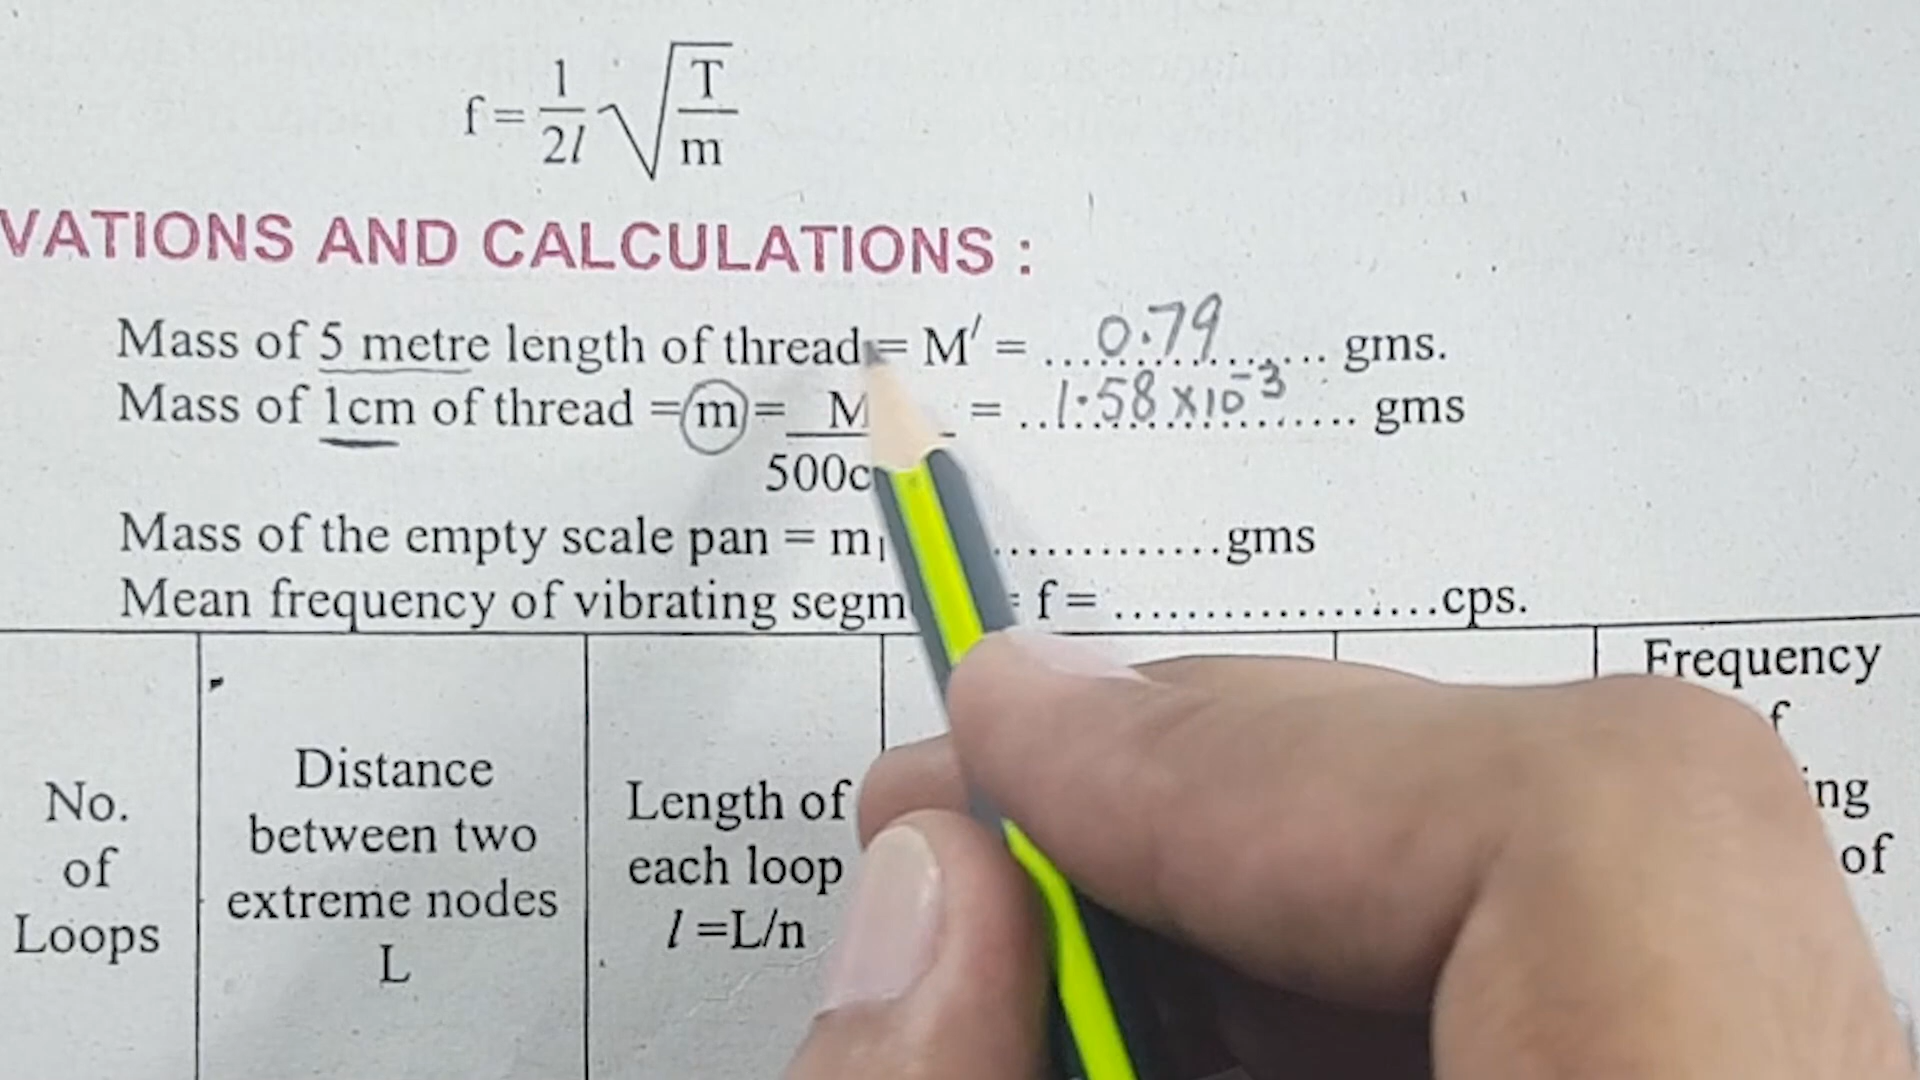 f = 1/2l √T/m
VATIONS AND CALCULATIONS :
Mass of 5 metre length of thread = M′ = ...0.79... gms.
Mass of 1cm of thread = m = M = ...1.58×10⁻³... gms
500c
Mass of the empty scale pan = m₁ ............gms
Mean frequency of vibrating segm = f = ..................cps.
No. of Loops
Distance between two extreme nodes L
Length of each loop l =L/n
Frequency
f
ing
of